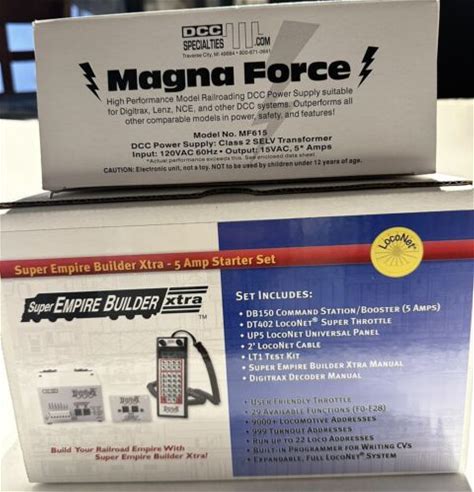 DCC
SPECIALTIES
.COM
Traverse City, MI 49684 • 800-671-0641
Magna Force
High Performance Model Railroading DCC Power Supply suitable
for Digitrax, Lenz, NCE, and other DCC systems. Outperforms all
other comparable models in power, safety, and features!
Model No. MF615
DCC Power Supply: Class 2 SELV Transformer
Input: 120VAC 60Hz • Output: 15VAC, 5* Amps
*Actual performance exceeds this. See enclosed data sheet.
CAUTION: Electronic unit, not a toy. NOT to be used by children under 12 years of age.
LocoNet®
Super Empire Builder Xtra - 5 Amp Starter Set
Super EMPIRE BUILDER xtra
TM
SET INCLUDES:
• DB150 COMMAND STATION/BOOSTER (5 AMPS)
• DT402 LOCONET® SUPER THROTTLE
• UP5 LOCONET UNIVERSAL PANEL
• 2' LOCONET CABLE
• LT1 TEST KIT
• SUPER EMPIRE BUILDER XTRA MANUAL
• DIGITRAX DECODER MANUAL
• USER FRIENDLY THROTTLE
• 29 AVAILABLE FUNCTIONS (F0-F28)
• 9000+ LOCOMOTIVE ADDRESSES
• 999 TURNOUT ADDRESSES
• RUN UP TO 22 LOCO ADDRESSES
• BUILT-IN PROGRAMMER FOR WRITING CVS
• EXPANDABLE, FULL LOCONET® SYSTEM
Build Your Railroad Empire With
Super Empire Builder Xtra!